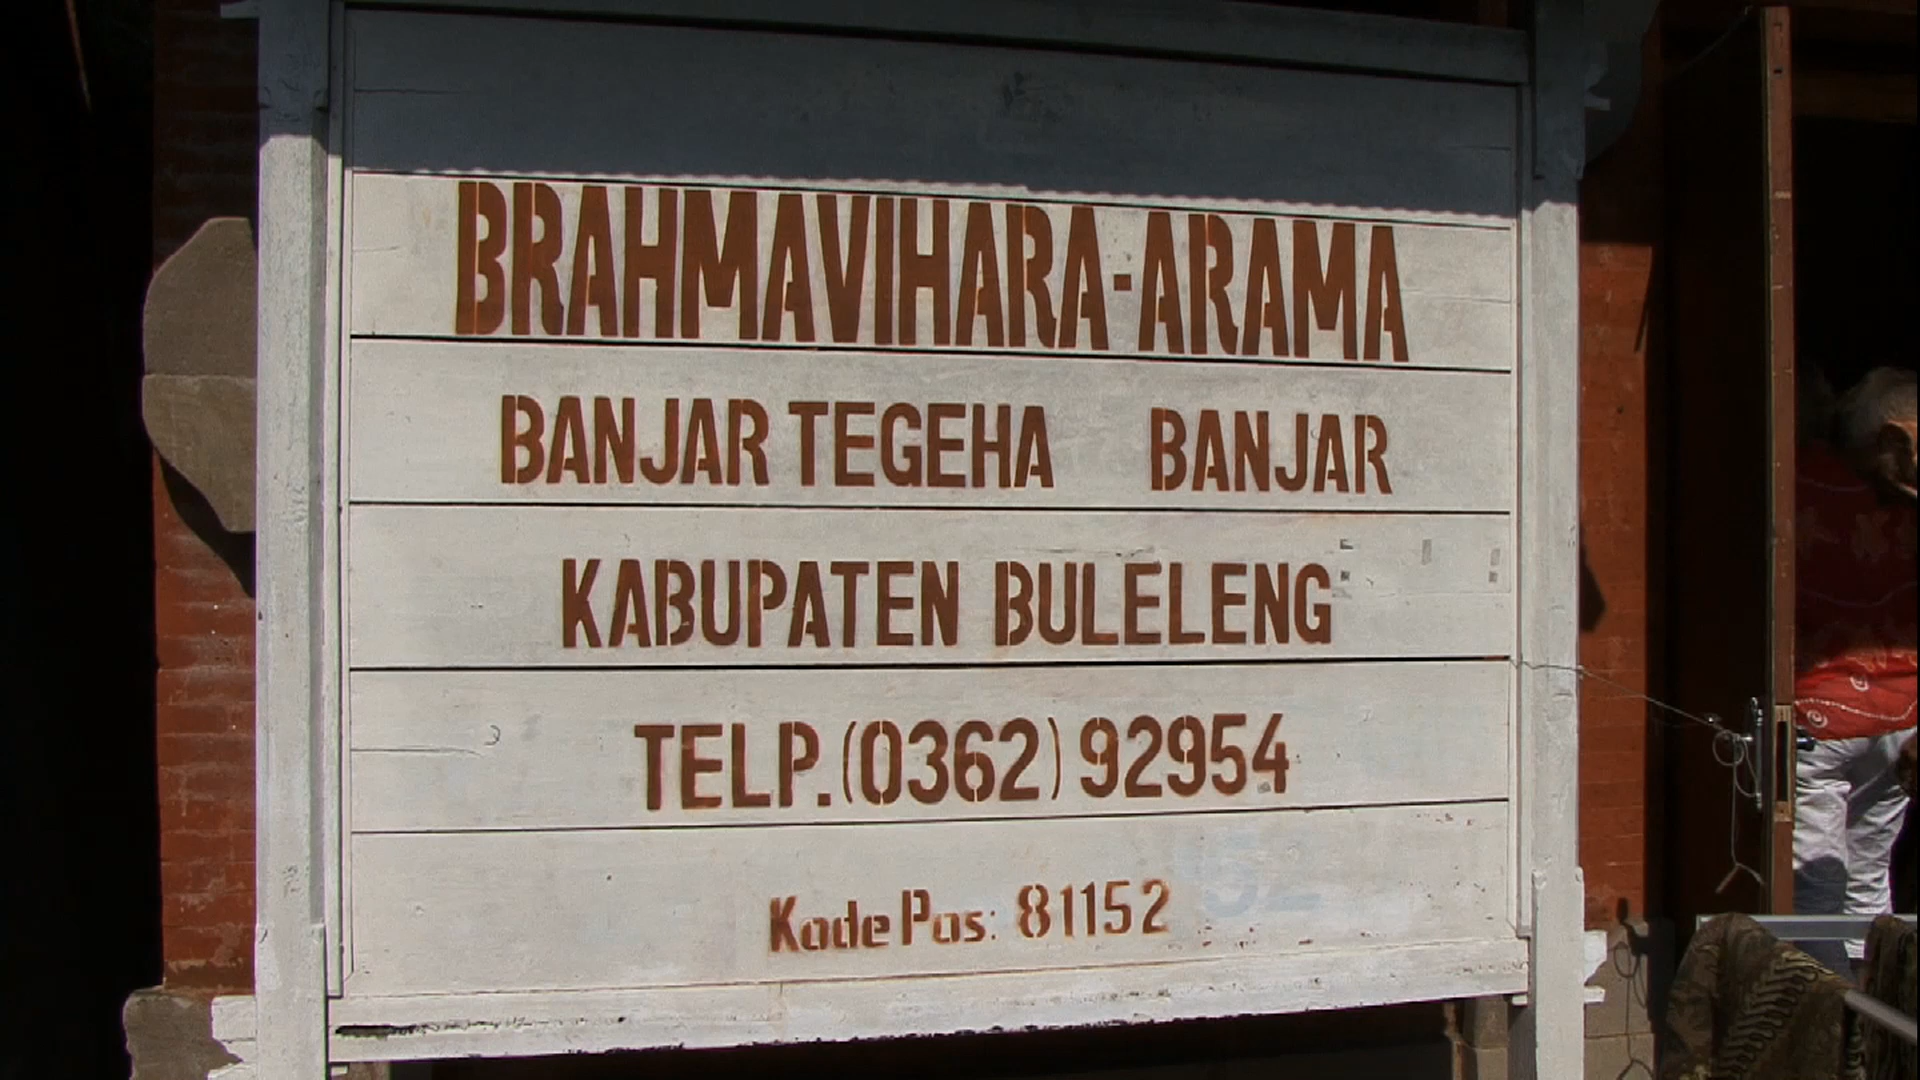 BRAHMAVIHARA-ARAMA
BANJAR TEGEHA BANJAR
KABUPATEN BULELENG
TELP. (0362) 92954
Kode Pos: 81152